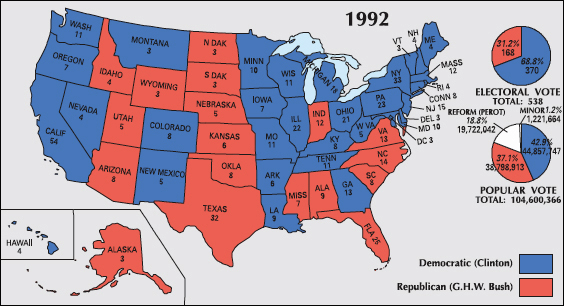 1992
WASH
11
OREGON
7
CALIF
54
NEVADA
4
IDAHO
4
MONTANA
3
WYOMING
3
UTAH
5
ARIZONA
8
COLORADO
8
NEW MEXICO
5
N DAK
3
S DAK
3
NEBRASKA
5
KANSAS
6
OKLA
8
TEXAS
32
MINN
10
IOWA
7
MO
11
ARK
6
LA
9
WIS
11
ILL
22
MICHIGAN 18
IND
12
OHIO
21
KY
8
TENN
11
MISS
7
ALA
9
GA
13
FLA 25
SC
8
NC
14
VA
13
W VA
5
PA
23
NY
33
VT
3
NH
4
ME
4
MASS
12
RI 4
CONN 8
NJ 15
DEL 3
MD 10
DC 3
HAWAII
4
ALASKA
3
31.2%
168
68.8%
370
ELECTORAL VOTE
TOTAL: 538
REFORM (PEROT)
18.8%
19,722,042
MINOR 1.2%
1,221,664
42.9%
44,857,747
37.1%
38,798,913
POPULAR VOTE
TOTAL: 104,600,366
Democratic (Clinton)
Republican (G.H.W. Bush)